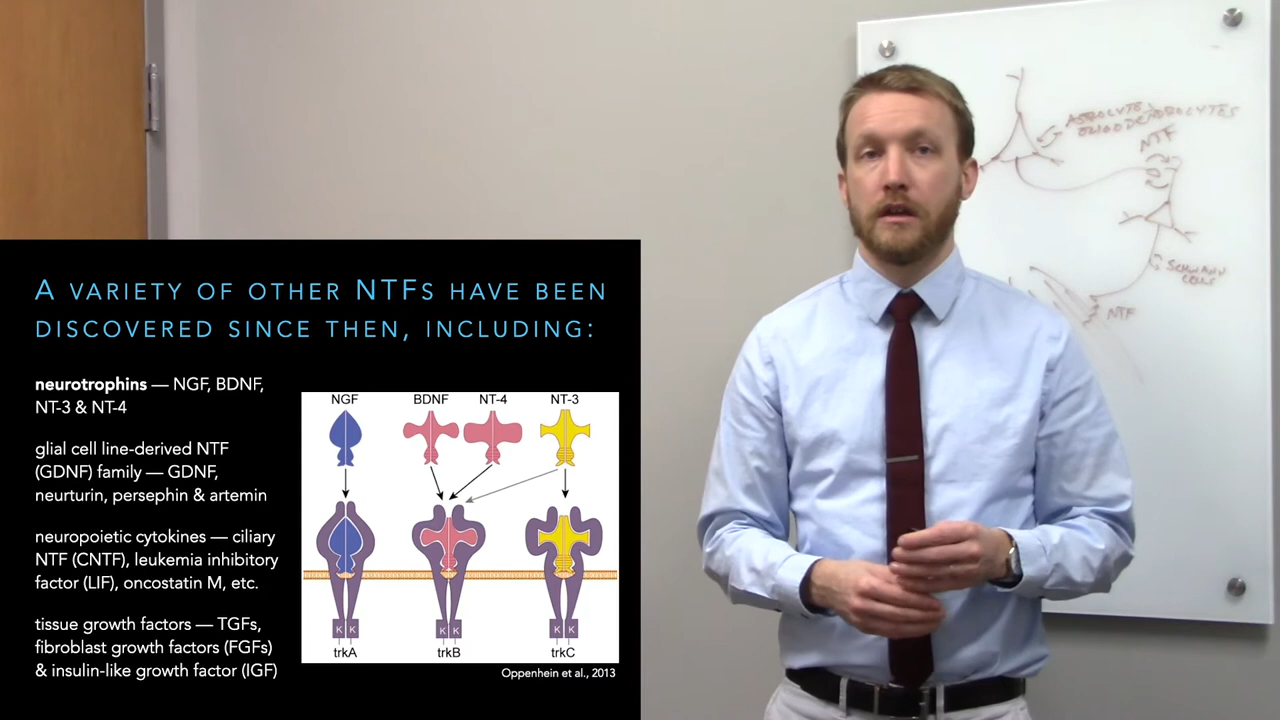 A VARIETY OF OTHER NTFS HAVE BEEN
DISCOVERED SINCE THEN, INCLUDING:
neurotrophins — NGF, BDNF,
NT-3 & NT-4
glial cell line-derived NTF
(GDNF) family — GDNF,
neurturin, persephin & artemin
neuropoietic cytokines — ciliary
NTF (CNTF), leukemia inhibitory
factor (LIF), oncostatin M, etc.
tissue growth factors — TGFs,
fibroblast growth factors (FGFs)
& insulin-like growth factor (IGF)
NGF BDNF NT-4 NT-3
K K K K K K
trkA trkB trkC
Oppenhein et al., 2013
OLIGODENDROCYTES
NTF
SCHWANN
CELLS
NTF